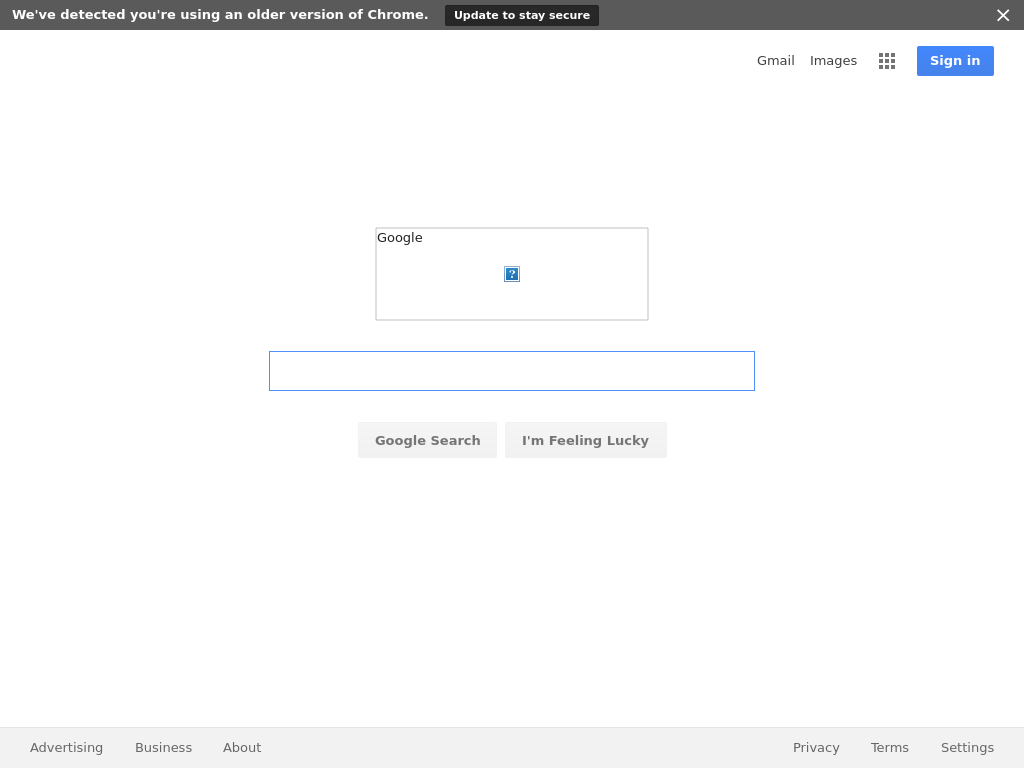 We've detected you're using an older version of Chrome. Update to stay secure
Gmail Images Sign in
Google
Google Search I'm Feeling Lucky
Advertising Business About Privacy Terms Settings